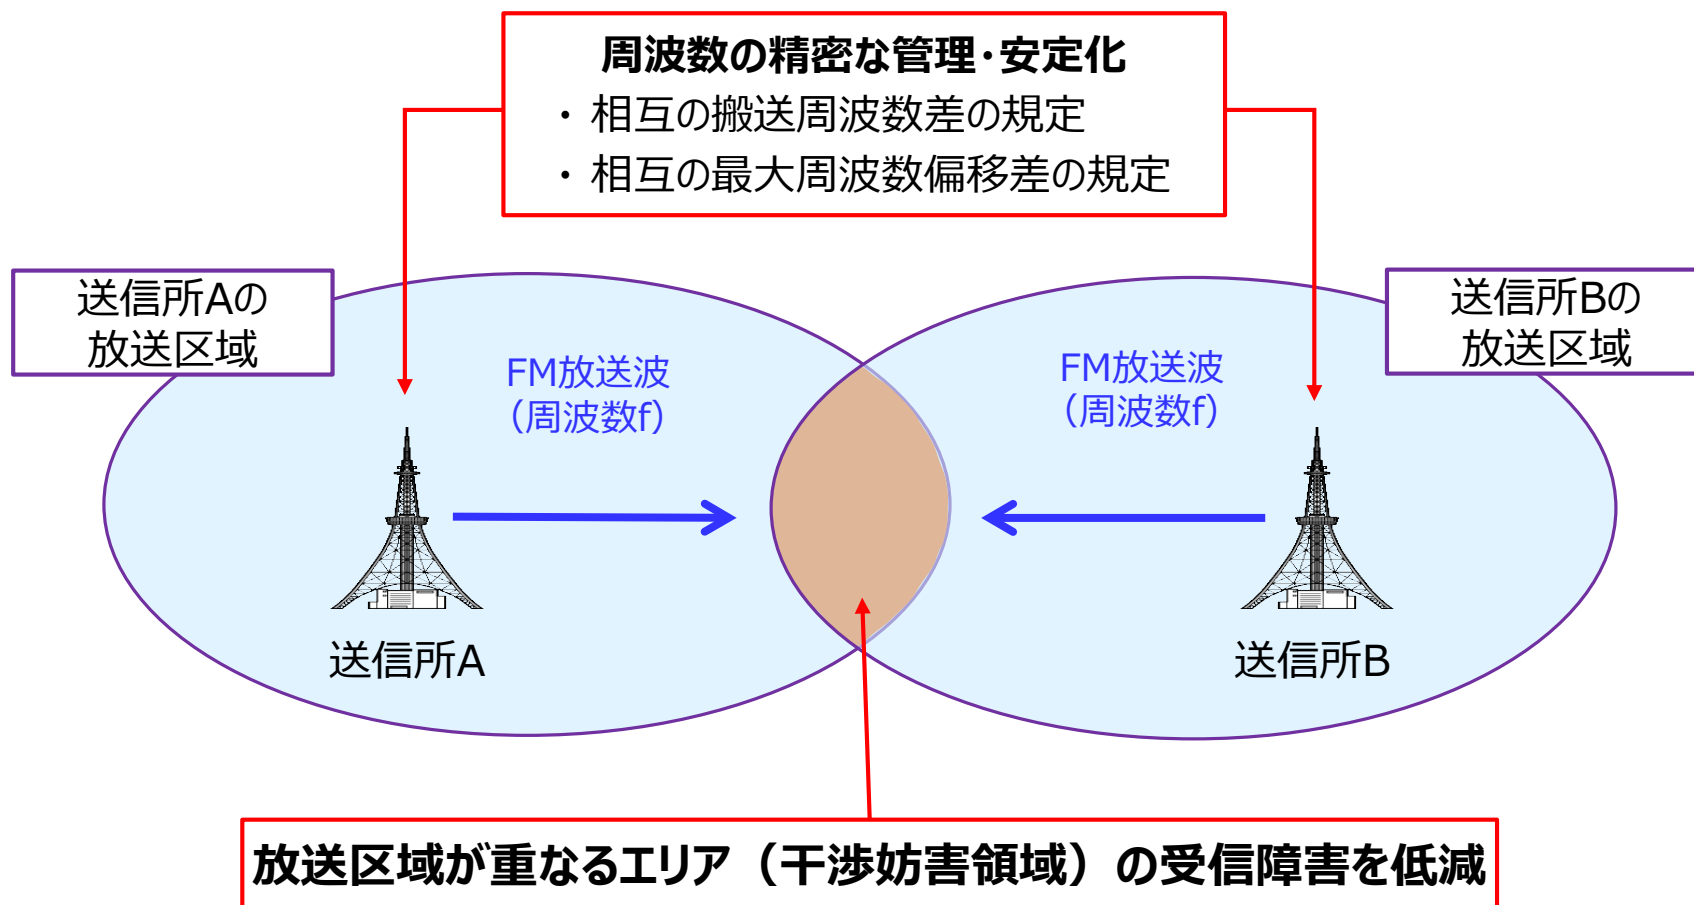 周波数の精密な管理・安定化
・ 相互の搬送周波数差の規定
・ 相互の最大周波数偏移差の規定
送信所Aの
放送区域
送信所Bの
放送区域
FM放送波
（周波数f）
FM放送波
（周波数f）
送信所A
送信所B
放送区域が重なるエリア（干渉妨害領域）の受信障害を低減